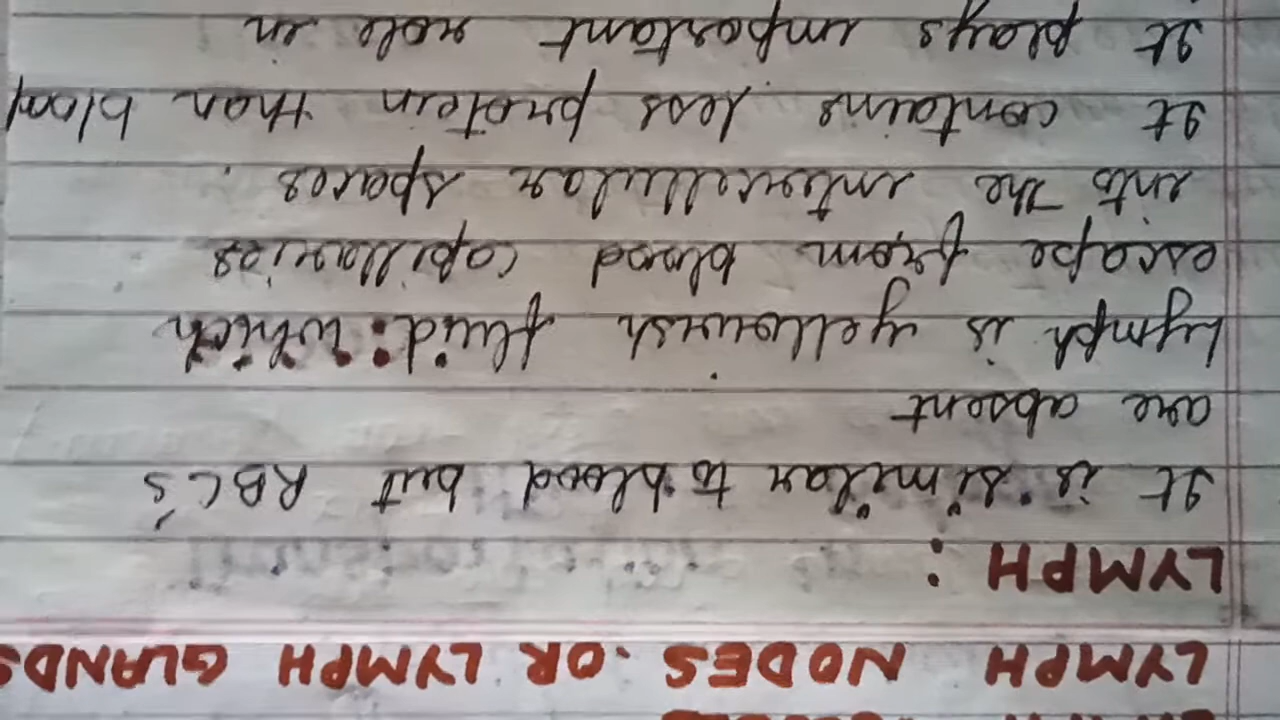 LYMPH NODES OR LYMPH GLANDS
LYMPH :
It is similar to blood but RBC's
are absent
Lymph is yellowish fluid which
escape from blood capillaries
into the intercellular spaces.
It contains less protein than blood
It plays important role in